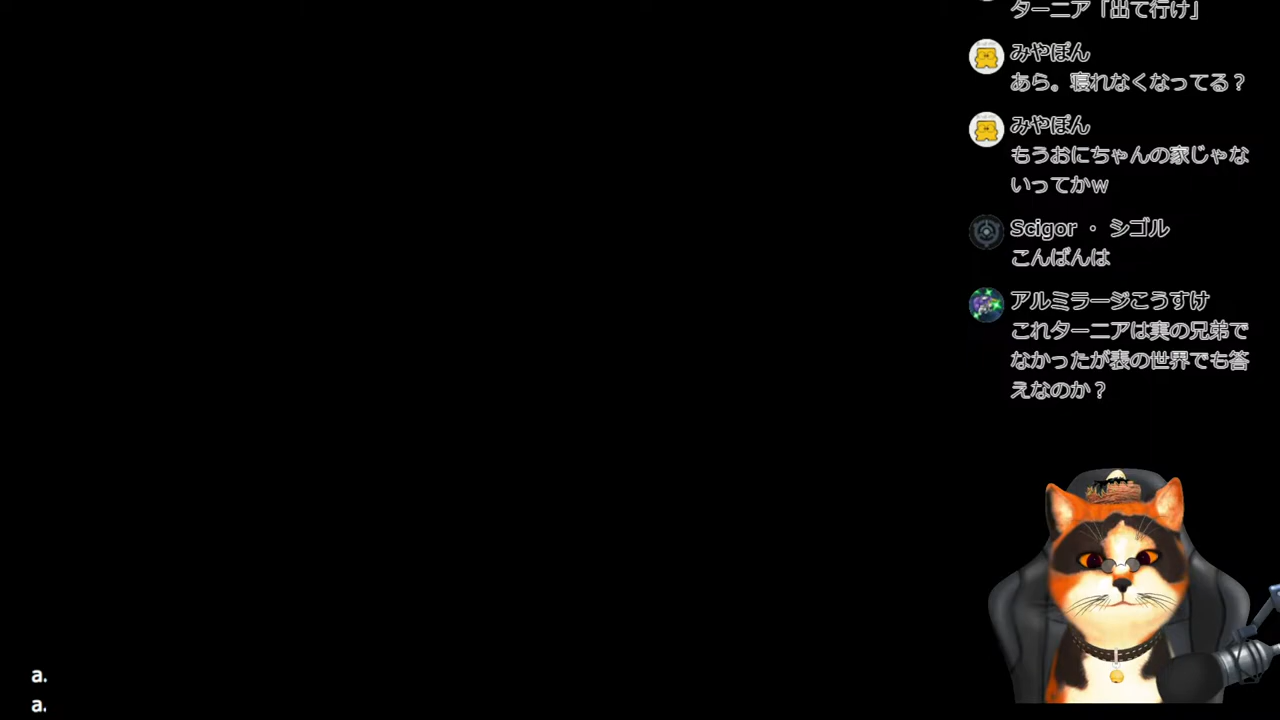 ターニア「出て行け」
みやぽん
あら。寝れなくなってる？
みやぽん
もうおにちゃんの家じゃな
いってかｗ
Scigor ・ シゴル
こんばんは
アルミラージこうすけ
これターニアは実の兄弟で
なかったが表の世界でも答
えなのか？
a.
a.